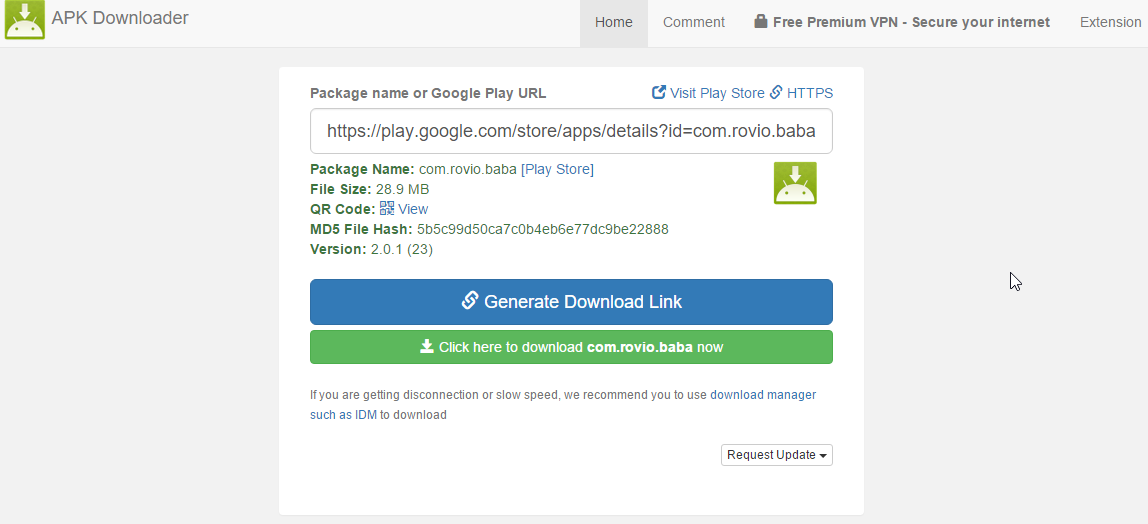 APK Downloader
Home
Comment
Free Premium VPN - Secure your internet
Extension
Package name or Google Play URL
Visit Play Store
HTTPS
https://play.google.com/store/apps/details?id=com.rovio.baba
Package Name: com.rovio.baba [Play Store]
File Size: 28.9 MB
QR Code: View
MD5 File Hash: 5b5c99d50ca7c0b4eb6e77dc9be22888
Version: 2.0.1 (23)
Generate Download Link
Click here to download com.rovio.baba now
If you are getting disconnection or slow speed, we recommend you to use download manager
such as IDM to download
Request Update